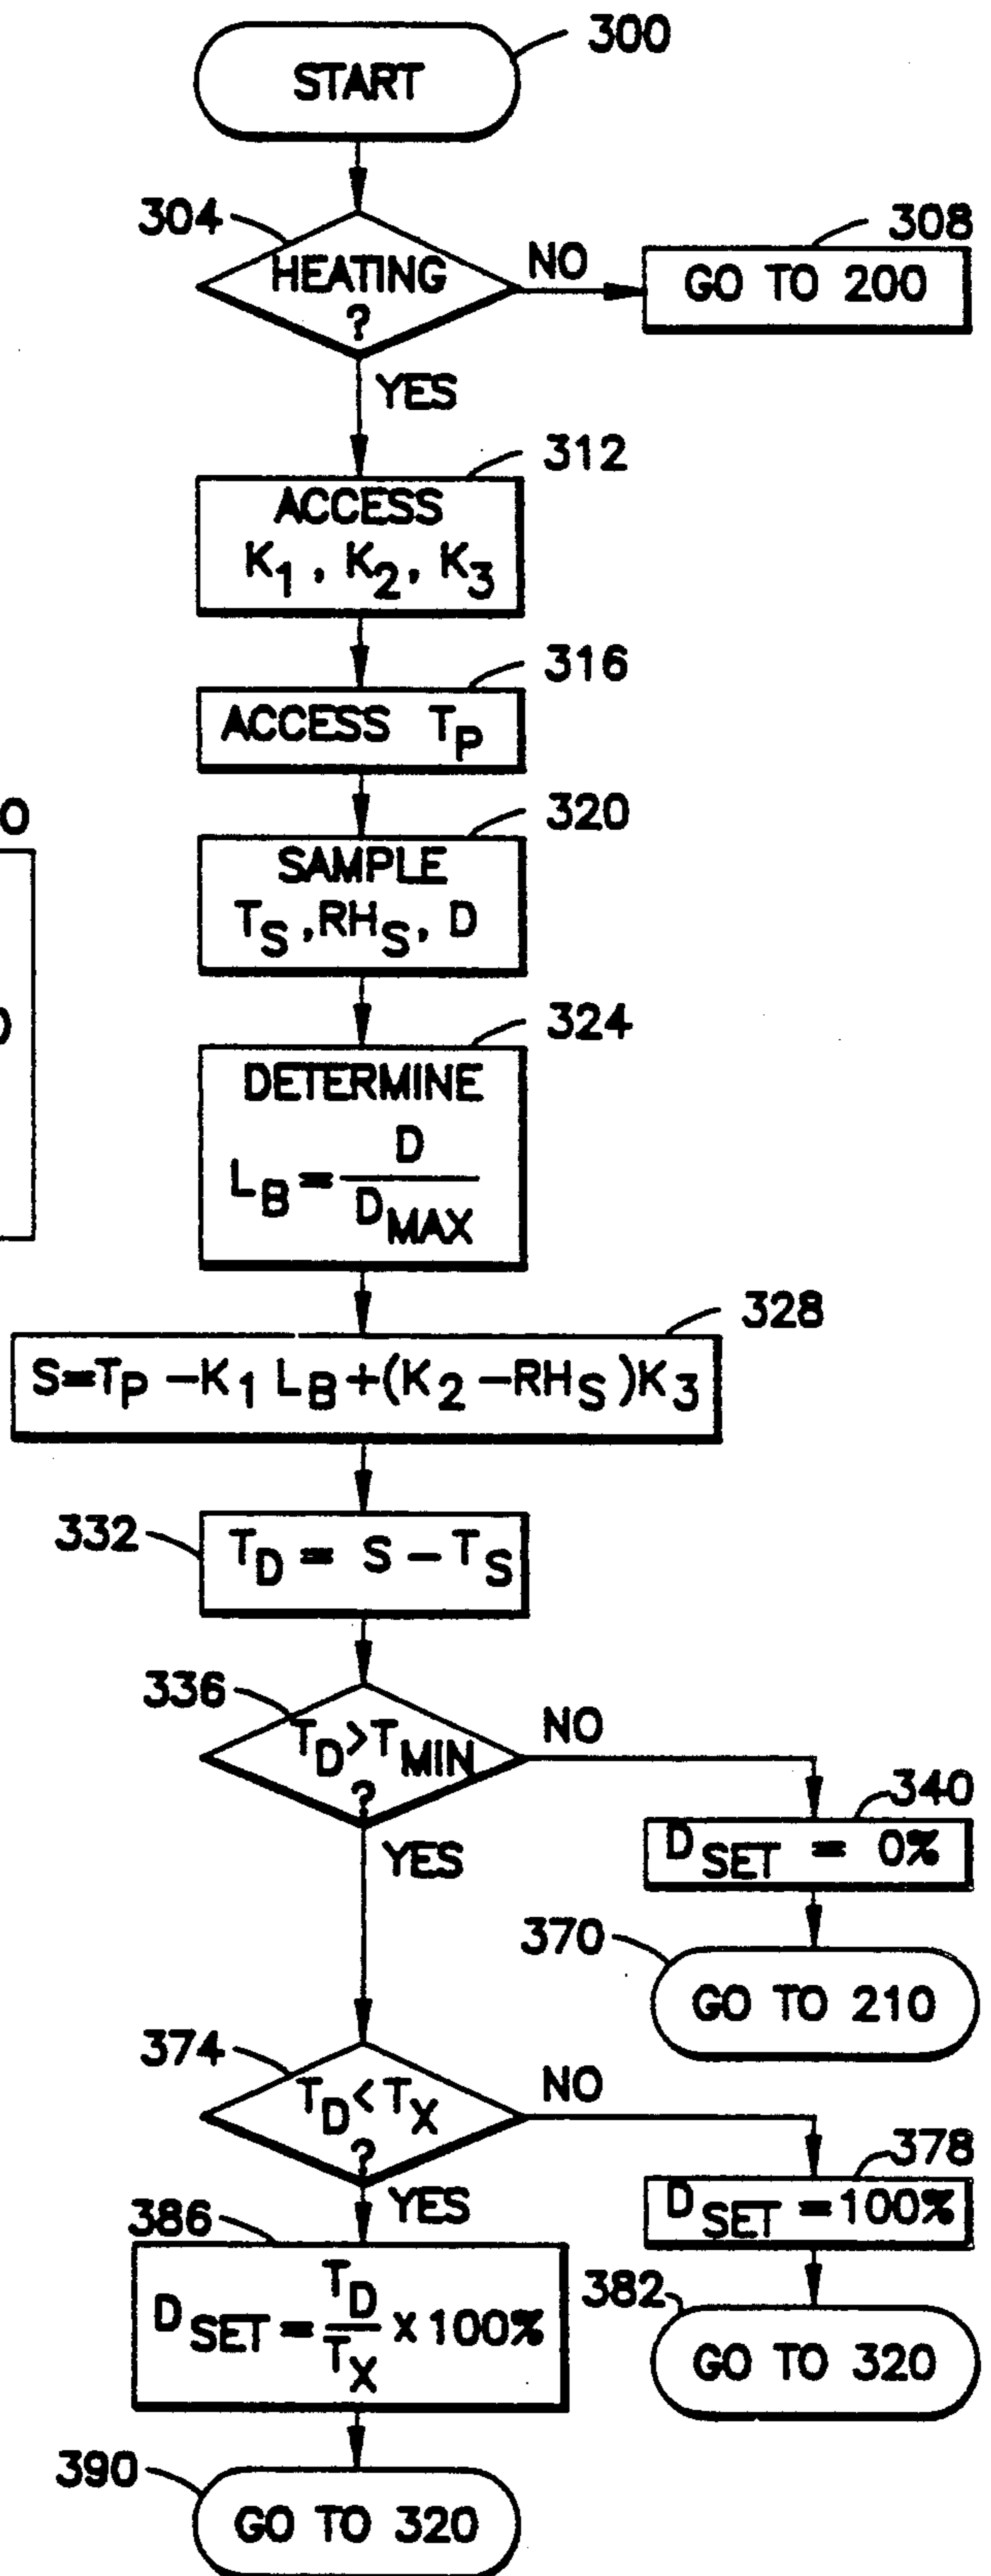 300
START
304
HEATING
?
NO
308
GO TO 200
YES
312
ACCESS
K1, K2, K3
316
ACCESS TP
320
SAMPLE
TS, RHS, D
324
DETERMINE
LB = D / DMAX
328
S=TP −K1 LB+(K2 −RHS)K3
332
TD = S − TS
336
TD>TMIN
?
NO
YES
340
DSET = 0%
370
GO TO 210
374
TD<TX
?
NO
YES
378
DSET =100%
382
GO TO 320
386
DSET = TD / TX x 100%
390
GO TO 320